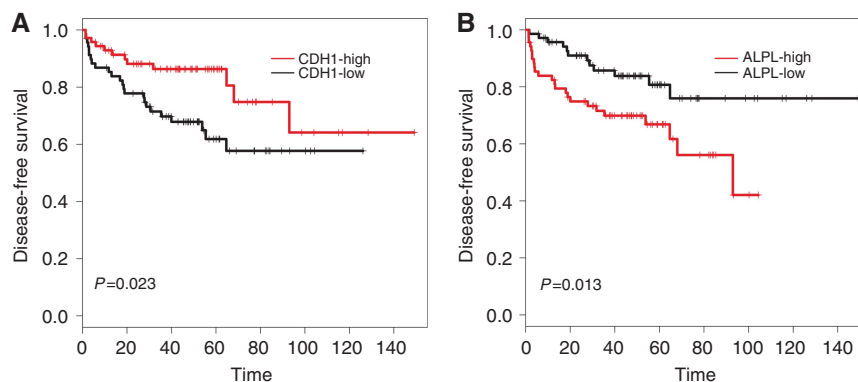 A
1.0
0.8
0.6
0.4
0.2
0.0
Disease-free survival
CDH1-high
CDH1-low
P=0.023
0 20 40 60 80 100 120 140
Time
B
1.0
0.8
0.6
0.4
0.2
0.0
Disease-free survival
ALPL-high
ALPL-low
P=0.013
0 20 40 60 80 100 120 140
Time